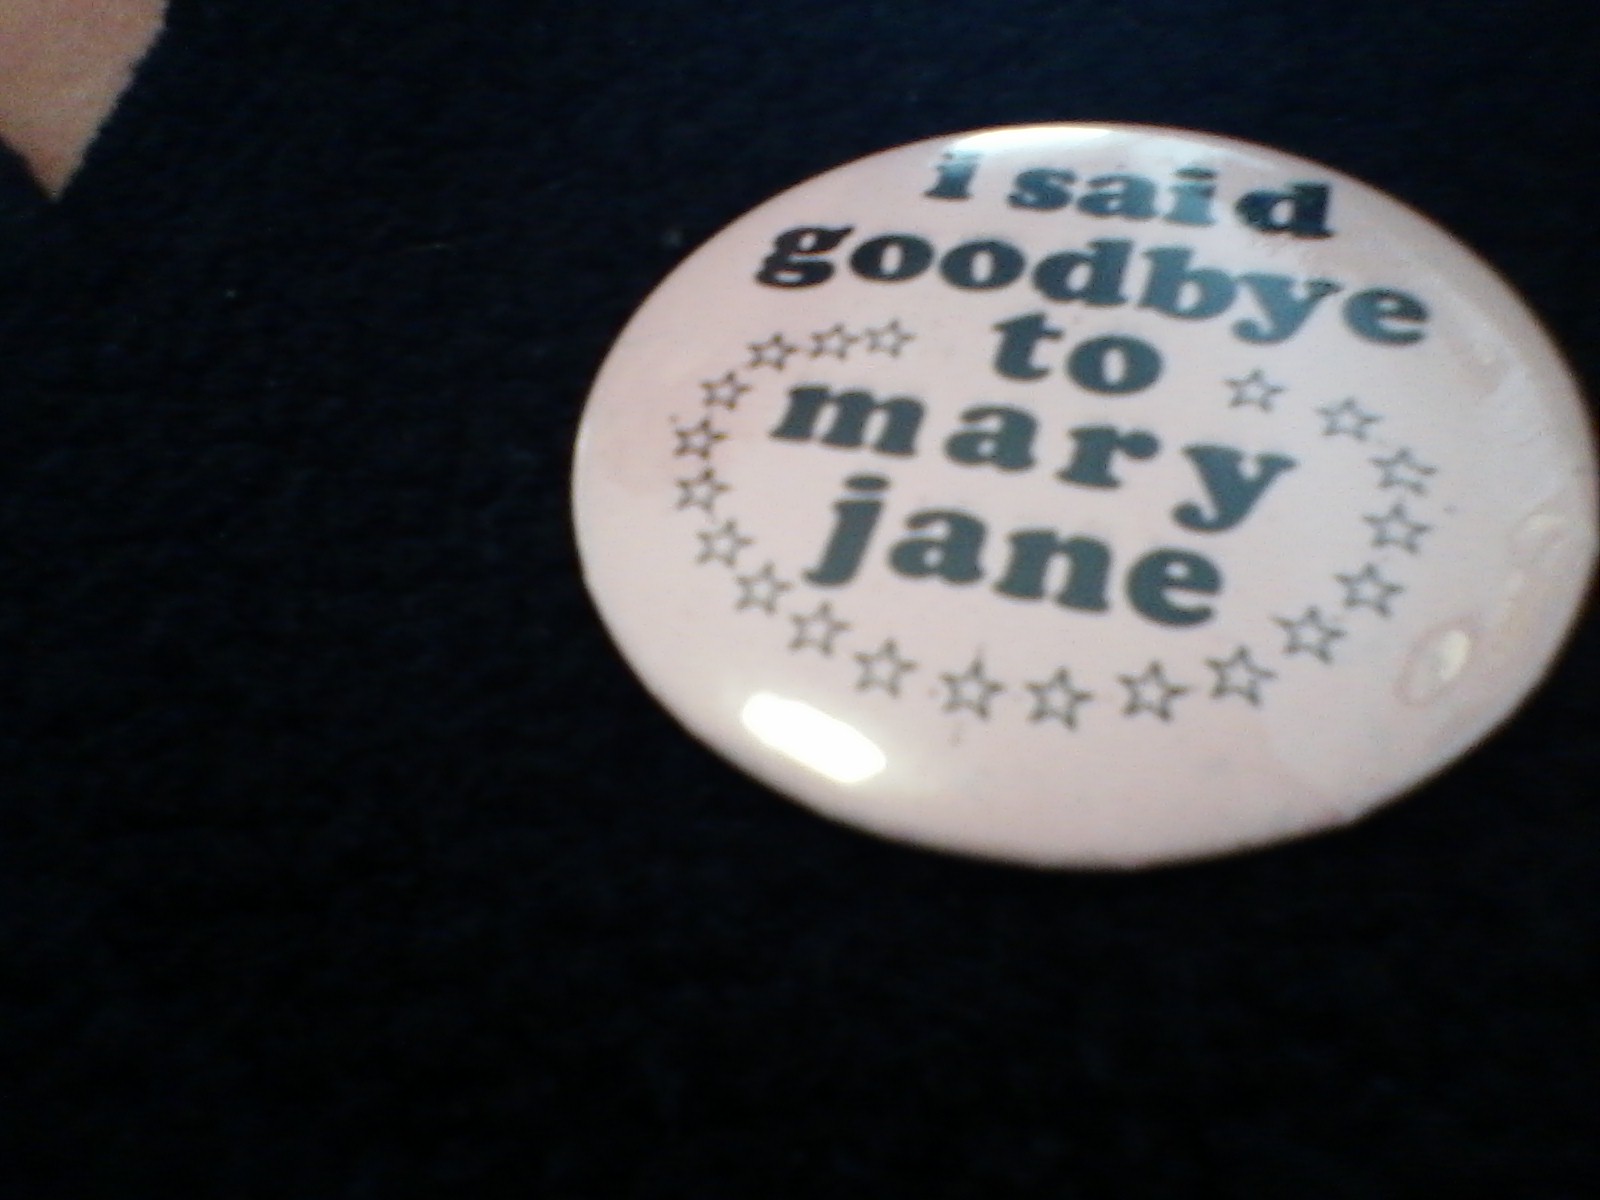 i said
goodbye
to
mary
jane